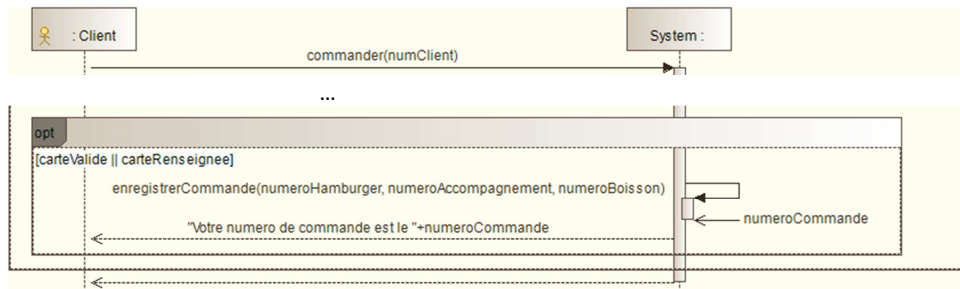 : Client
System :
commander(numClient)
...
opt
[carteValide || carteRenseignee]
enregistrerCommande(numeroHamburger, numeroAccompagnement, numeroBoisson)
numeroCommande
"Votre numero de commande est le "+numeroCommande